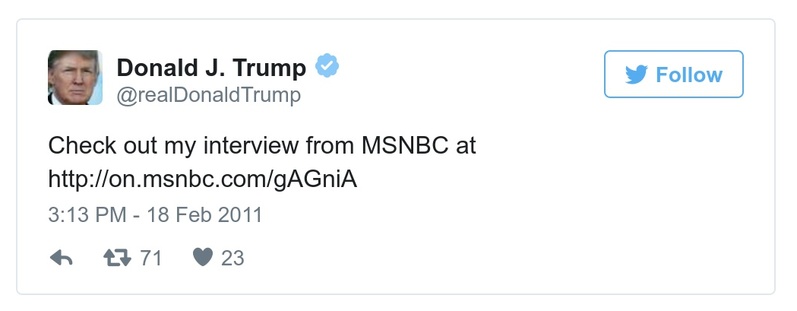 Donald J. Trump
@realDonaldTrump
Follow
Check out my interview from MSNBC at
http://on.msnbc.com/gAGniA
3:13 PM - 18 Feb 2011
71 23